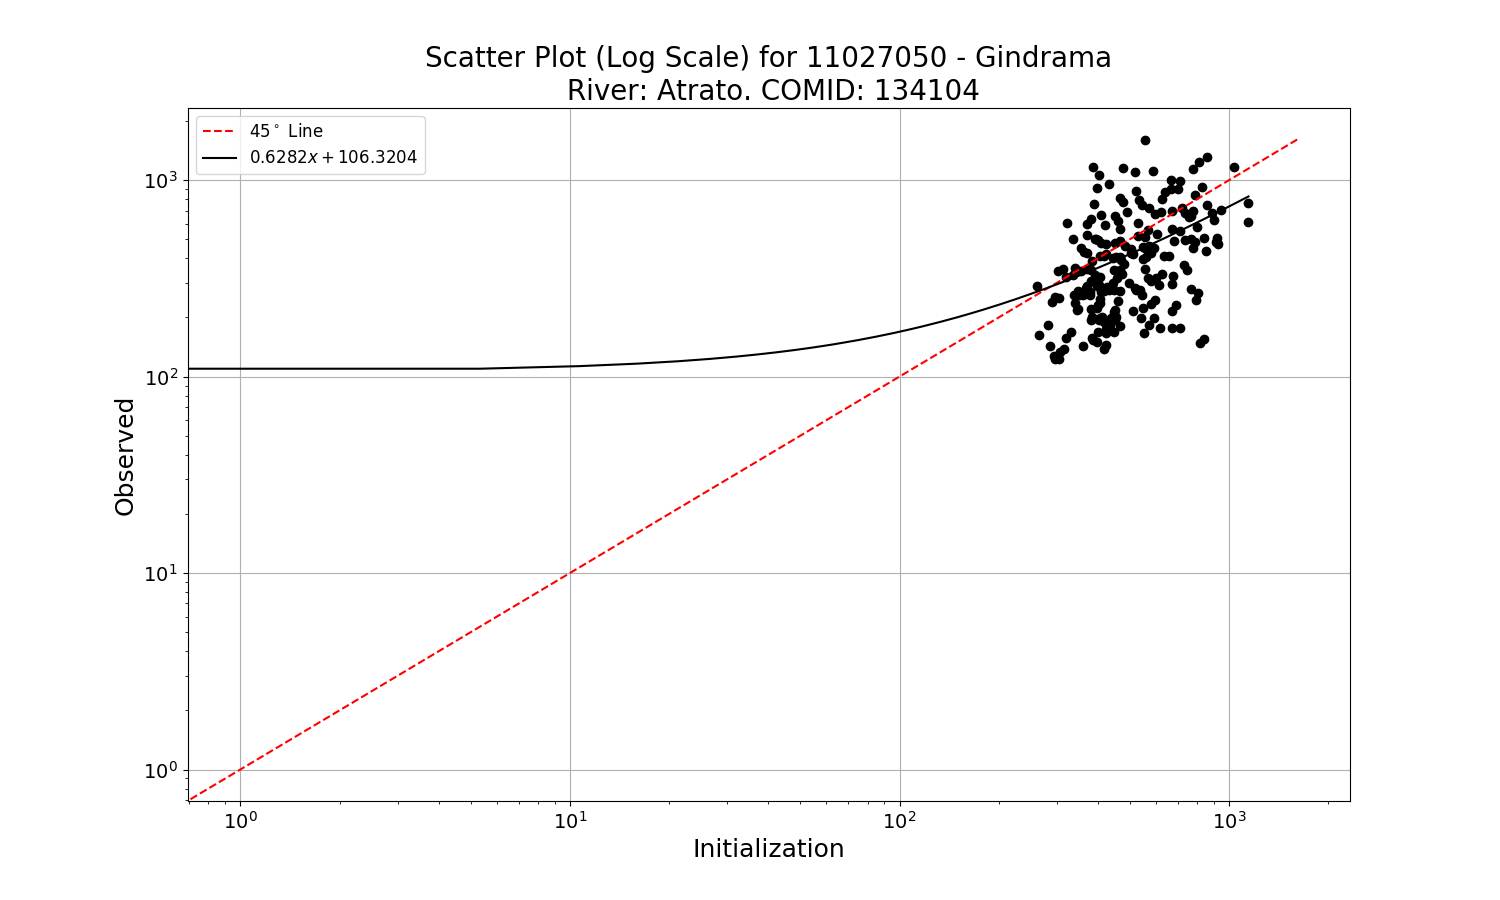 Scatter Plot (Log Scale) for 11027050 - Gindrama
River: Atrato. COMID: 134104
45° Line
0.6282x + 106.3204
Observed
10³
10²
10¹
10⁰
10⁰ 10¹ 10² 10³
Initialization